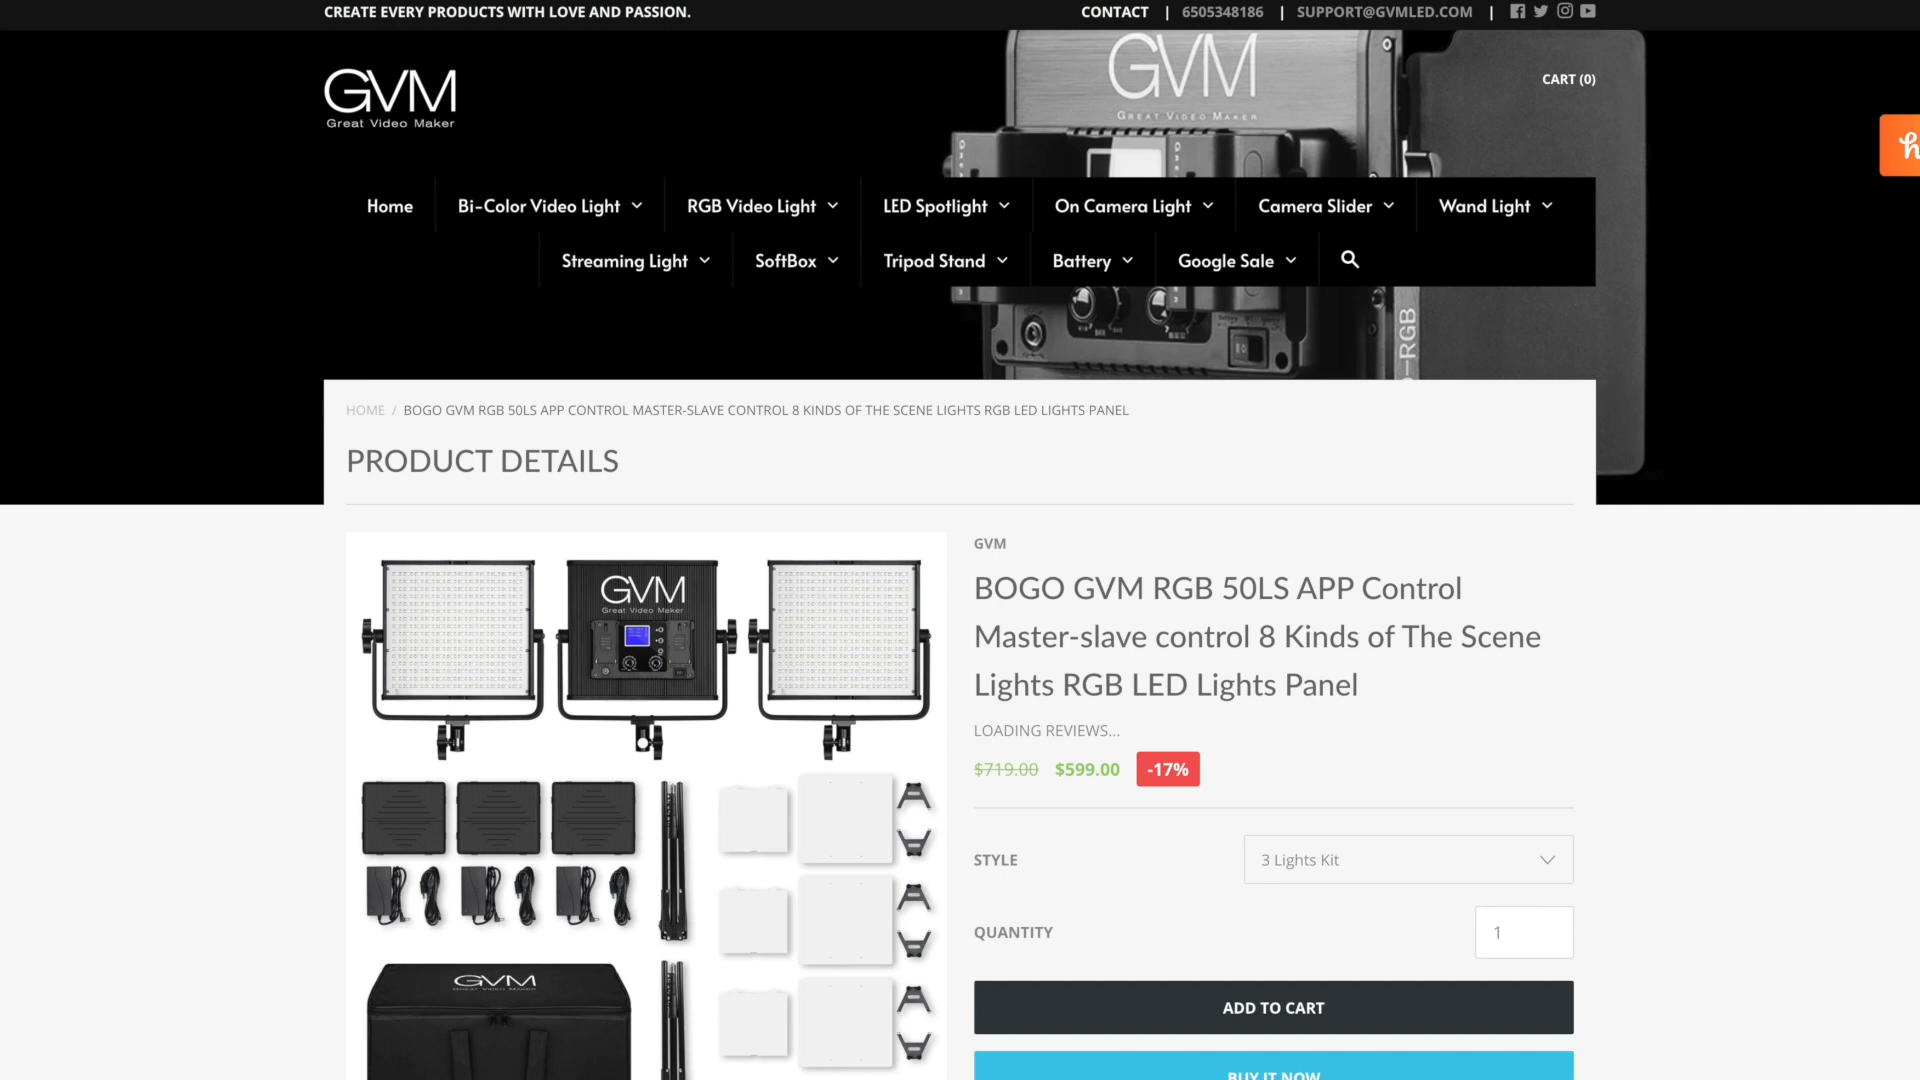 CREATE EVERY PRODUCTS WITH LOVE AND PASSION.
CONTACT | 6505348186 | SUPPORT@GVMLED.COM |
GVM
Great Video Maker
GVM
GREAT VIDEO MAKER
CART (0)
Home
Bi-Color Video Light
RGB Video Light
LED Spotlight
On Camera Light
Camera Slider
Wand Light
Streaming Light
SoftBox
Tripod Stand
Battery
Google Sale
-RGB
HOME / BOGO GVM RGB 50LS APP CONTROL MASTER-SLAVE CONTROL 8 KINDS OF THE SCENE LIGHTS RGB LED LIGHTS PANEL
PRODUCT DETAILS
GVM
Great Video Maker
GVM
GREAT VIDEO MAKER
GVM
BOGO GVM RGB 50LS APP Control
Master-slave control 8 Kinds of The Scene
Lights RGB LED Lights Panel
LOADING REVIEWS...
$719.00 $599.00 -17%
STYLE
3 Lights Kit
QUANTITY
1
ADD TO CART
BUY IT NOW